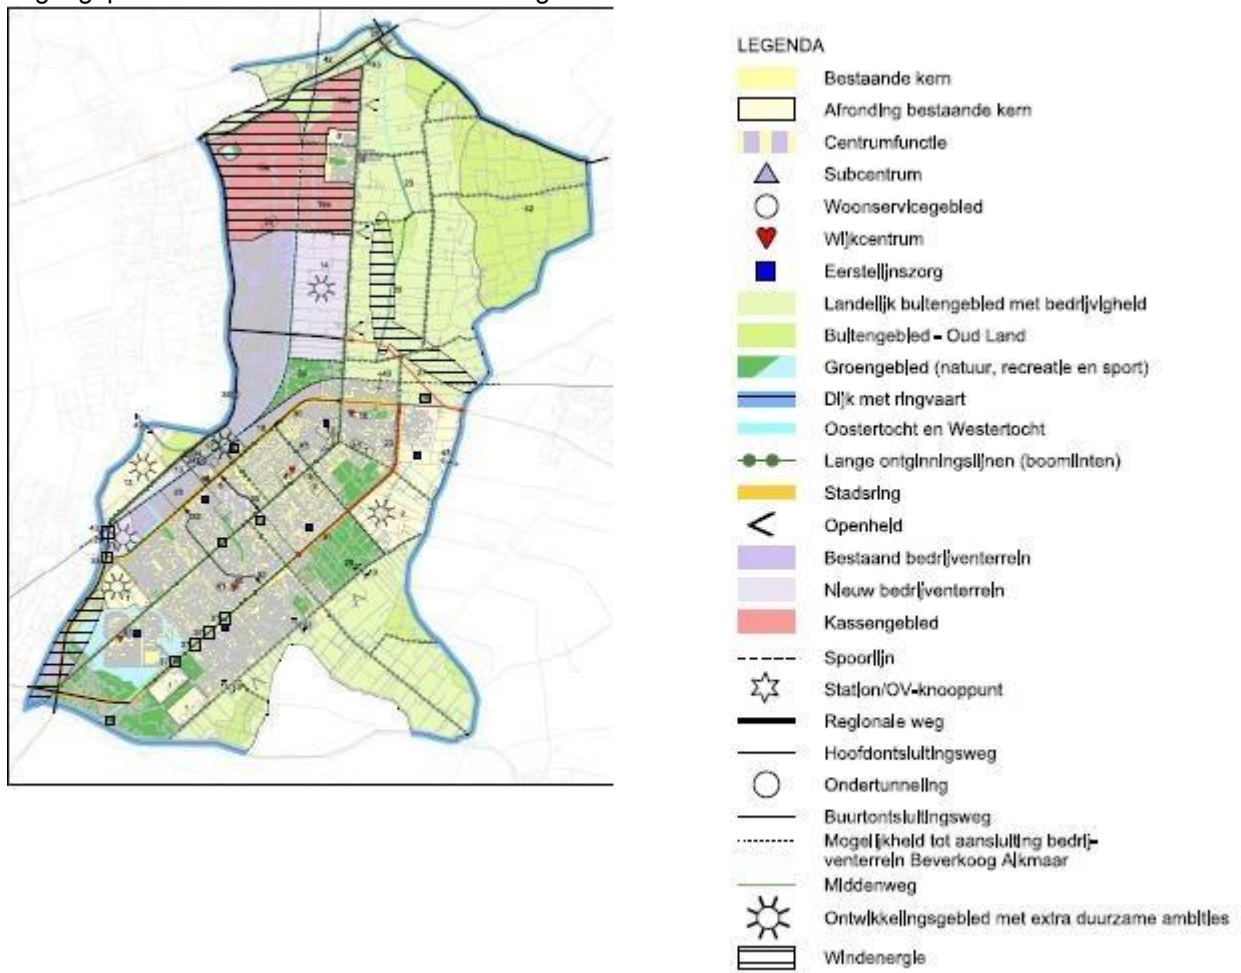 LEGENDA
Bestaande kern
Afronding bestaande kern
Centrumfunctie
Subcentrum
Woonservicegebied
Wijkcentrum
Eerstelijnszorg
Landelijk buitengebied met bedrijvigheid
Buitengebied - Oud Land
Groengebied (natuur, recreatie en sport)
Dijk met ringvaart
Oostertocht en Westertocht
Lange ontginningslijnen (boomlinten)
Stadsring
Openheid
Bestaand bedrijventerrein
Nieuw bedrijventerrein
Kassengebied
Spoorlijn
Station/OV-knooppunt
Regionale weg
Hoofdontsluitingsweg
Ondertunneling
Buurtontsluitingsweg
Mogelijkheid tot aansluiting bedrij-
venterrein Beverkoog Alkmaar
Middenweg
Ontwikkelingsgebied met extra duurzame ambities
Windenergie